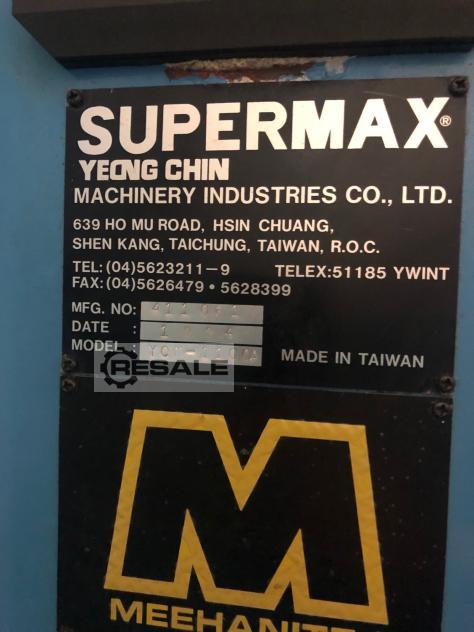 SUPERMAX®
YEONG CHIN
MACHINERY INDUSTRIES CO., LTD.
639 HO MU ROAD, HSIN CHUANG,
SHEN KANG, TAICHUNG, TAIWAN, R.O.C.
TEL:(04)5623211-9 TELEX:51185 YWINT
FAX:(04)5626479 • 5628399
MFG. NO:
DATE :
MODEL :
MADE IN TAIWAN
RESALE
M
MEEHANITE